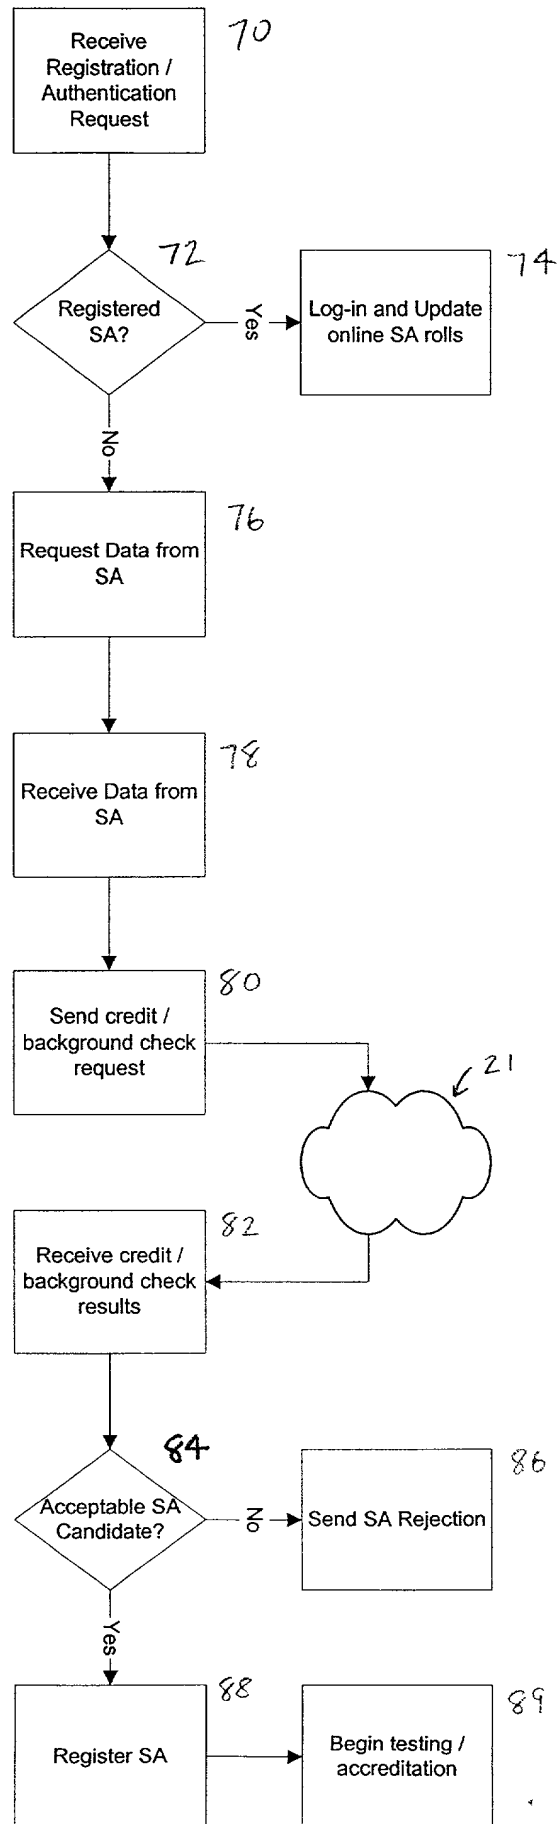 Receive
Registration /
Authentication
Request
70
72
Registered
SA?
Yes
74
Log-in and Update
online SA rolls
No
76
Request Data from
SA
78
Receive Data from
SA
80
Send credit /
background check
request
21
82
Receive credit /
background check
results
84
Acceptable SA
Candidate?
No
86
Send SA Rejection
Yes
88
Register SA
89
Begin testing /
accreditation